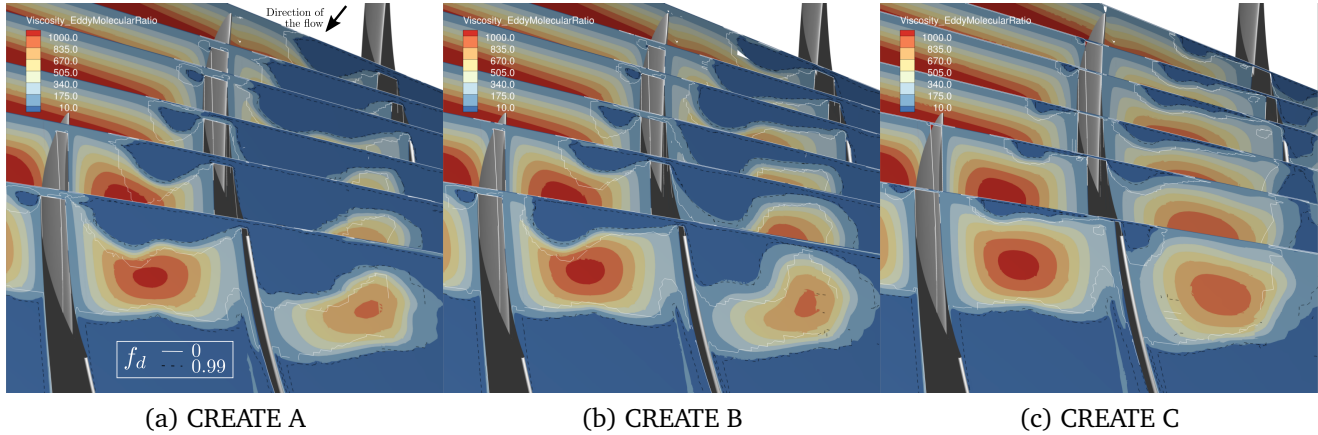 Direction of
the flow
Viscosity_EddyMolecularRatio
1000.0
835.0
670.0
505.0
340.0
175.0
10.0
f_d — 0
--- 0.99
(a) CREATE A
Viscosity_EddyMolecularRatio
1000.0
835.0
670.0
505.0
340.0
175.0
10.0
(b) CREATE B
Viscosity_EddyMolecularRatio
1000.0
835.0
670.0
505.0
340.0
175.0
10.0
(c) CREATE C